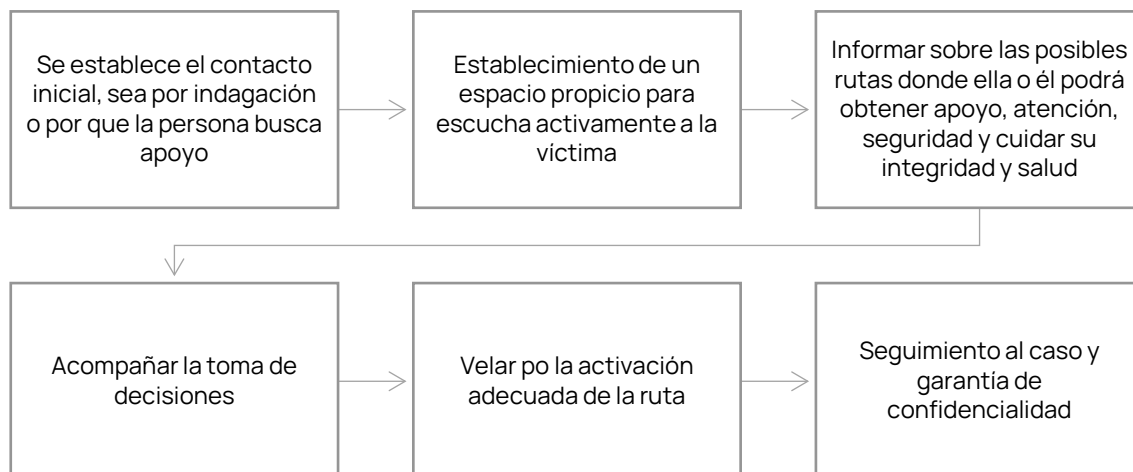 Se establece el contacto
inicial, sea por indagación
o por que la persona busca
apoyo
Establecimiento de un
espacio propicio para
escucha activamente a la
víctima
Informar sobre las posibles
rutas donde ella o él podrá
obtener apoyo, atención,
seguridad y cuidar su
integridad y salud
Acompañar la toma de
decisiones
Velar po la activación
adecuada de la ruta
Seguimiento al caso y
garantía de
confidencialidad